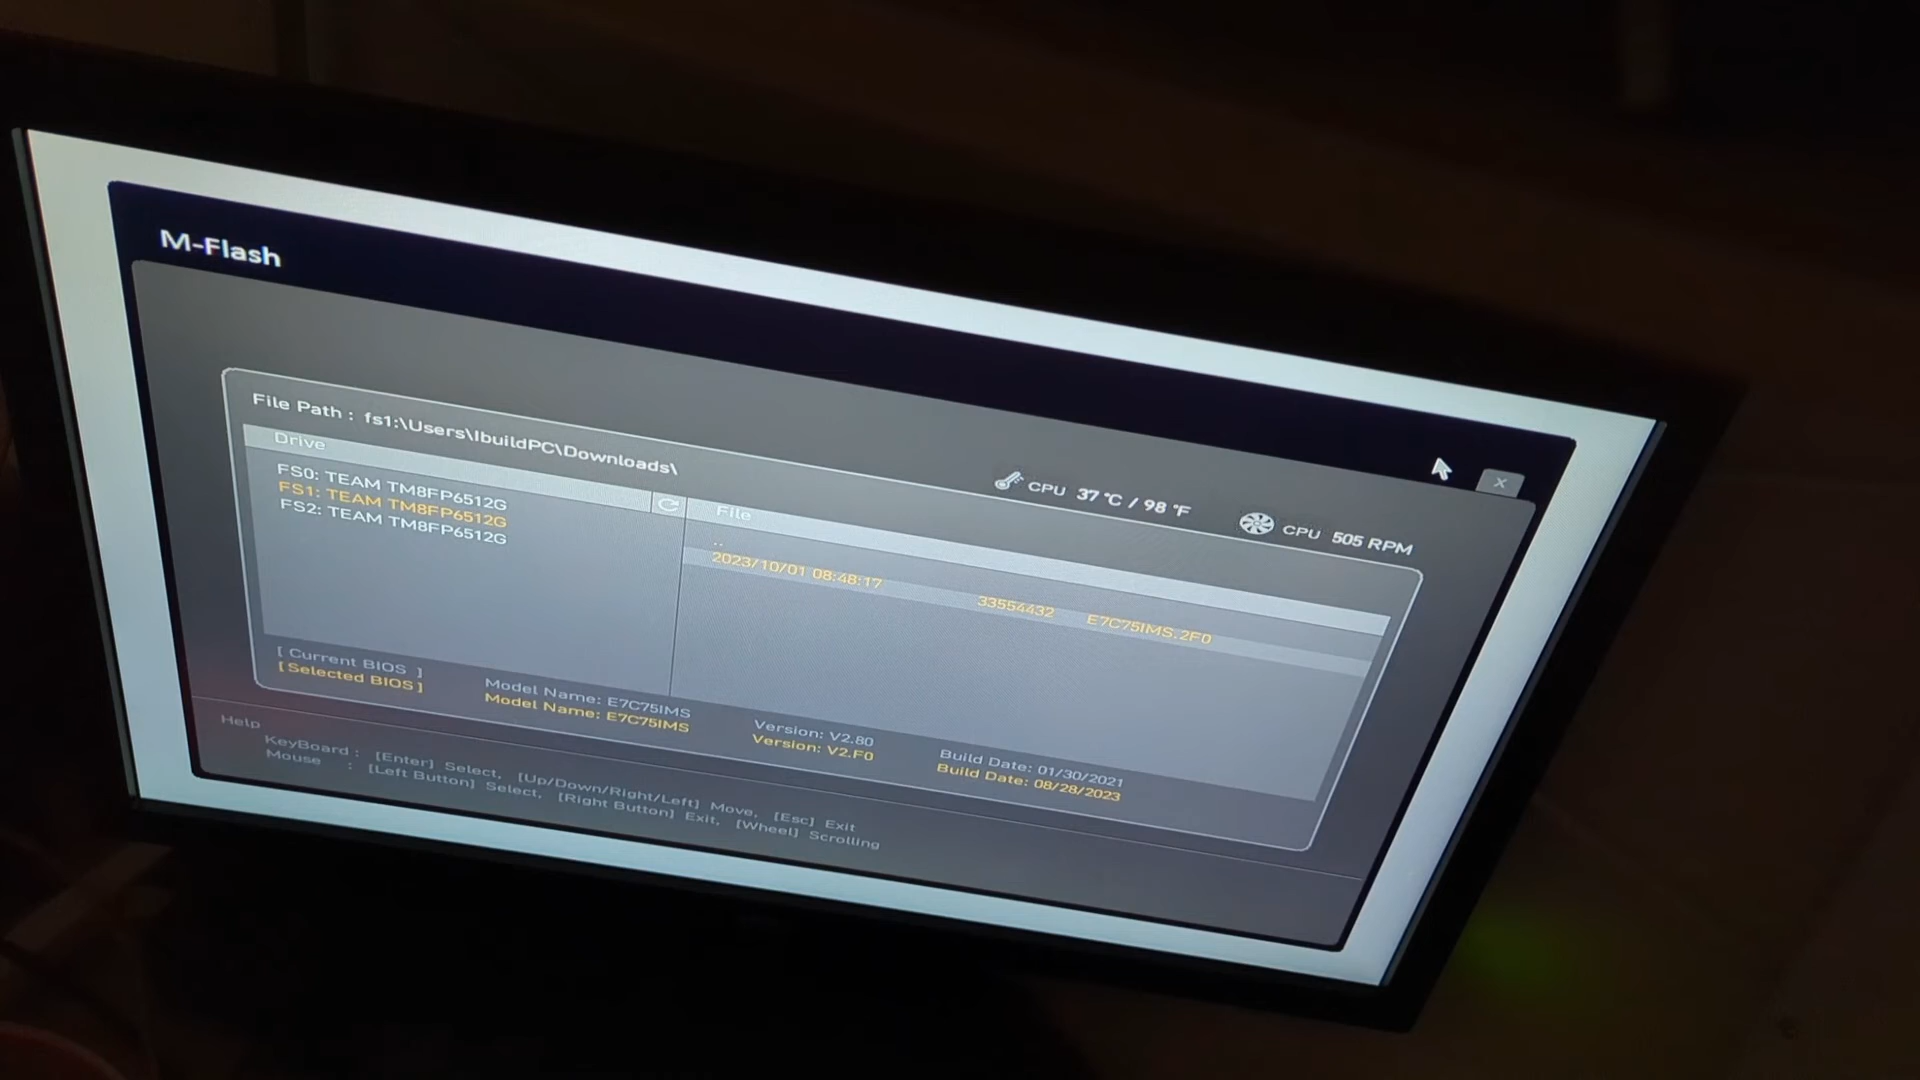 M-Flash
File Path : fs1:\Users\IbuildPC\Downloads\
CPU 37 °C / 98 °F
CPU 505 RPM
X
Drive
FS0: TEAM TM8FP6512G
FS1: TEAM TM8FP6512G
FS2: TEAM TM8FP6512G
File
..
2023/10/01 08:48:17 33554432 E7C75IMS.2F0
[ Current BIOS ] Model Name: E7C75IMS Version: V2.80 Build Date: 01/30/2021
[ Selected BIOS ] Model Name: E7C75IMS Version: V2.F0 Build Date: 08/28/2023
Help
KeyBoard : [Enter] Select, [Up/Down/Right/Left] Move, [Esc] Exit
Mouse : [Left Button] Select, [Right Button] Exit, [Wheel] Scrolling